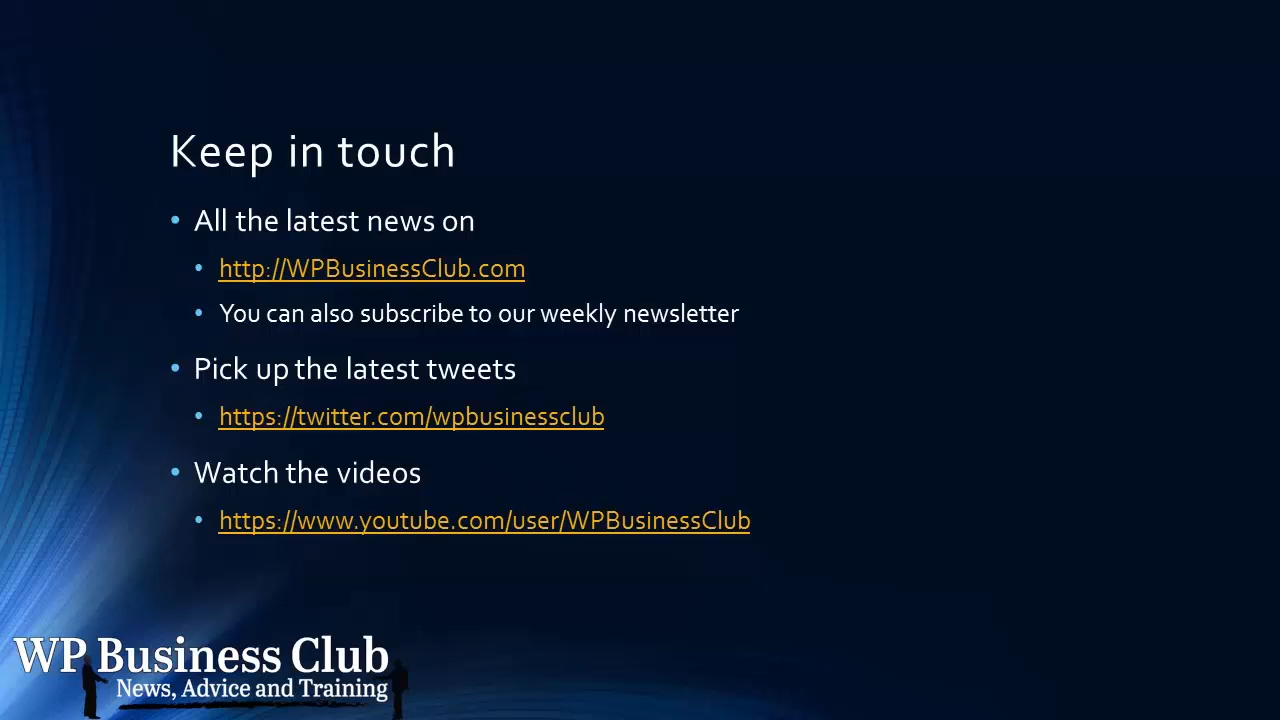 Keep in touch
• All the latest news on
• http://WPBusinessClub.com
• You can also subscribe to our weekly newsletter
• Pick up the latest tweets
• https://twitter.com/wpbusinessclub
• Watch the videos
• https://www.youtube.com/user/WPBusinessClub
WP Business Club
News, Advice and Training